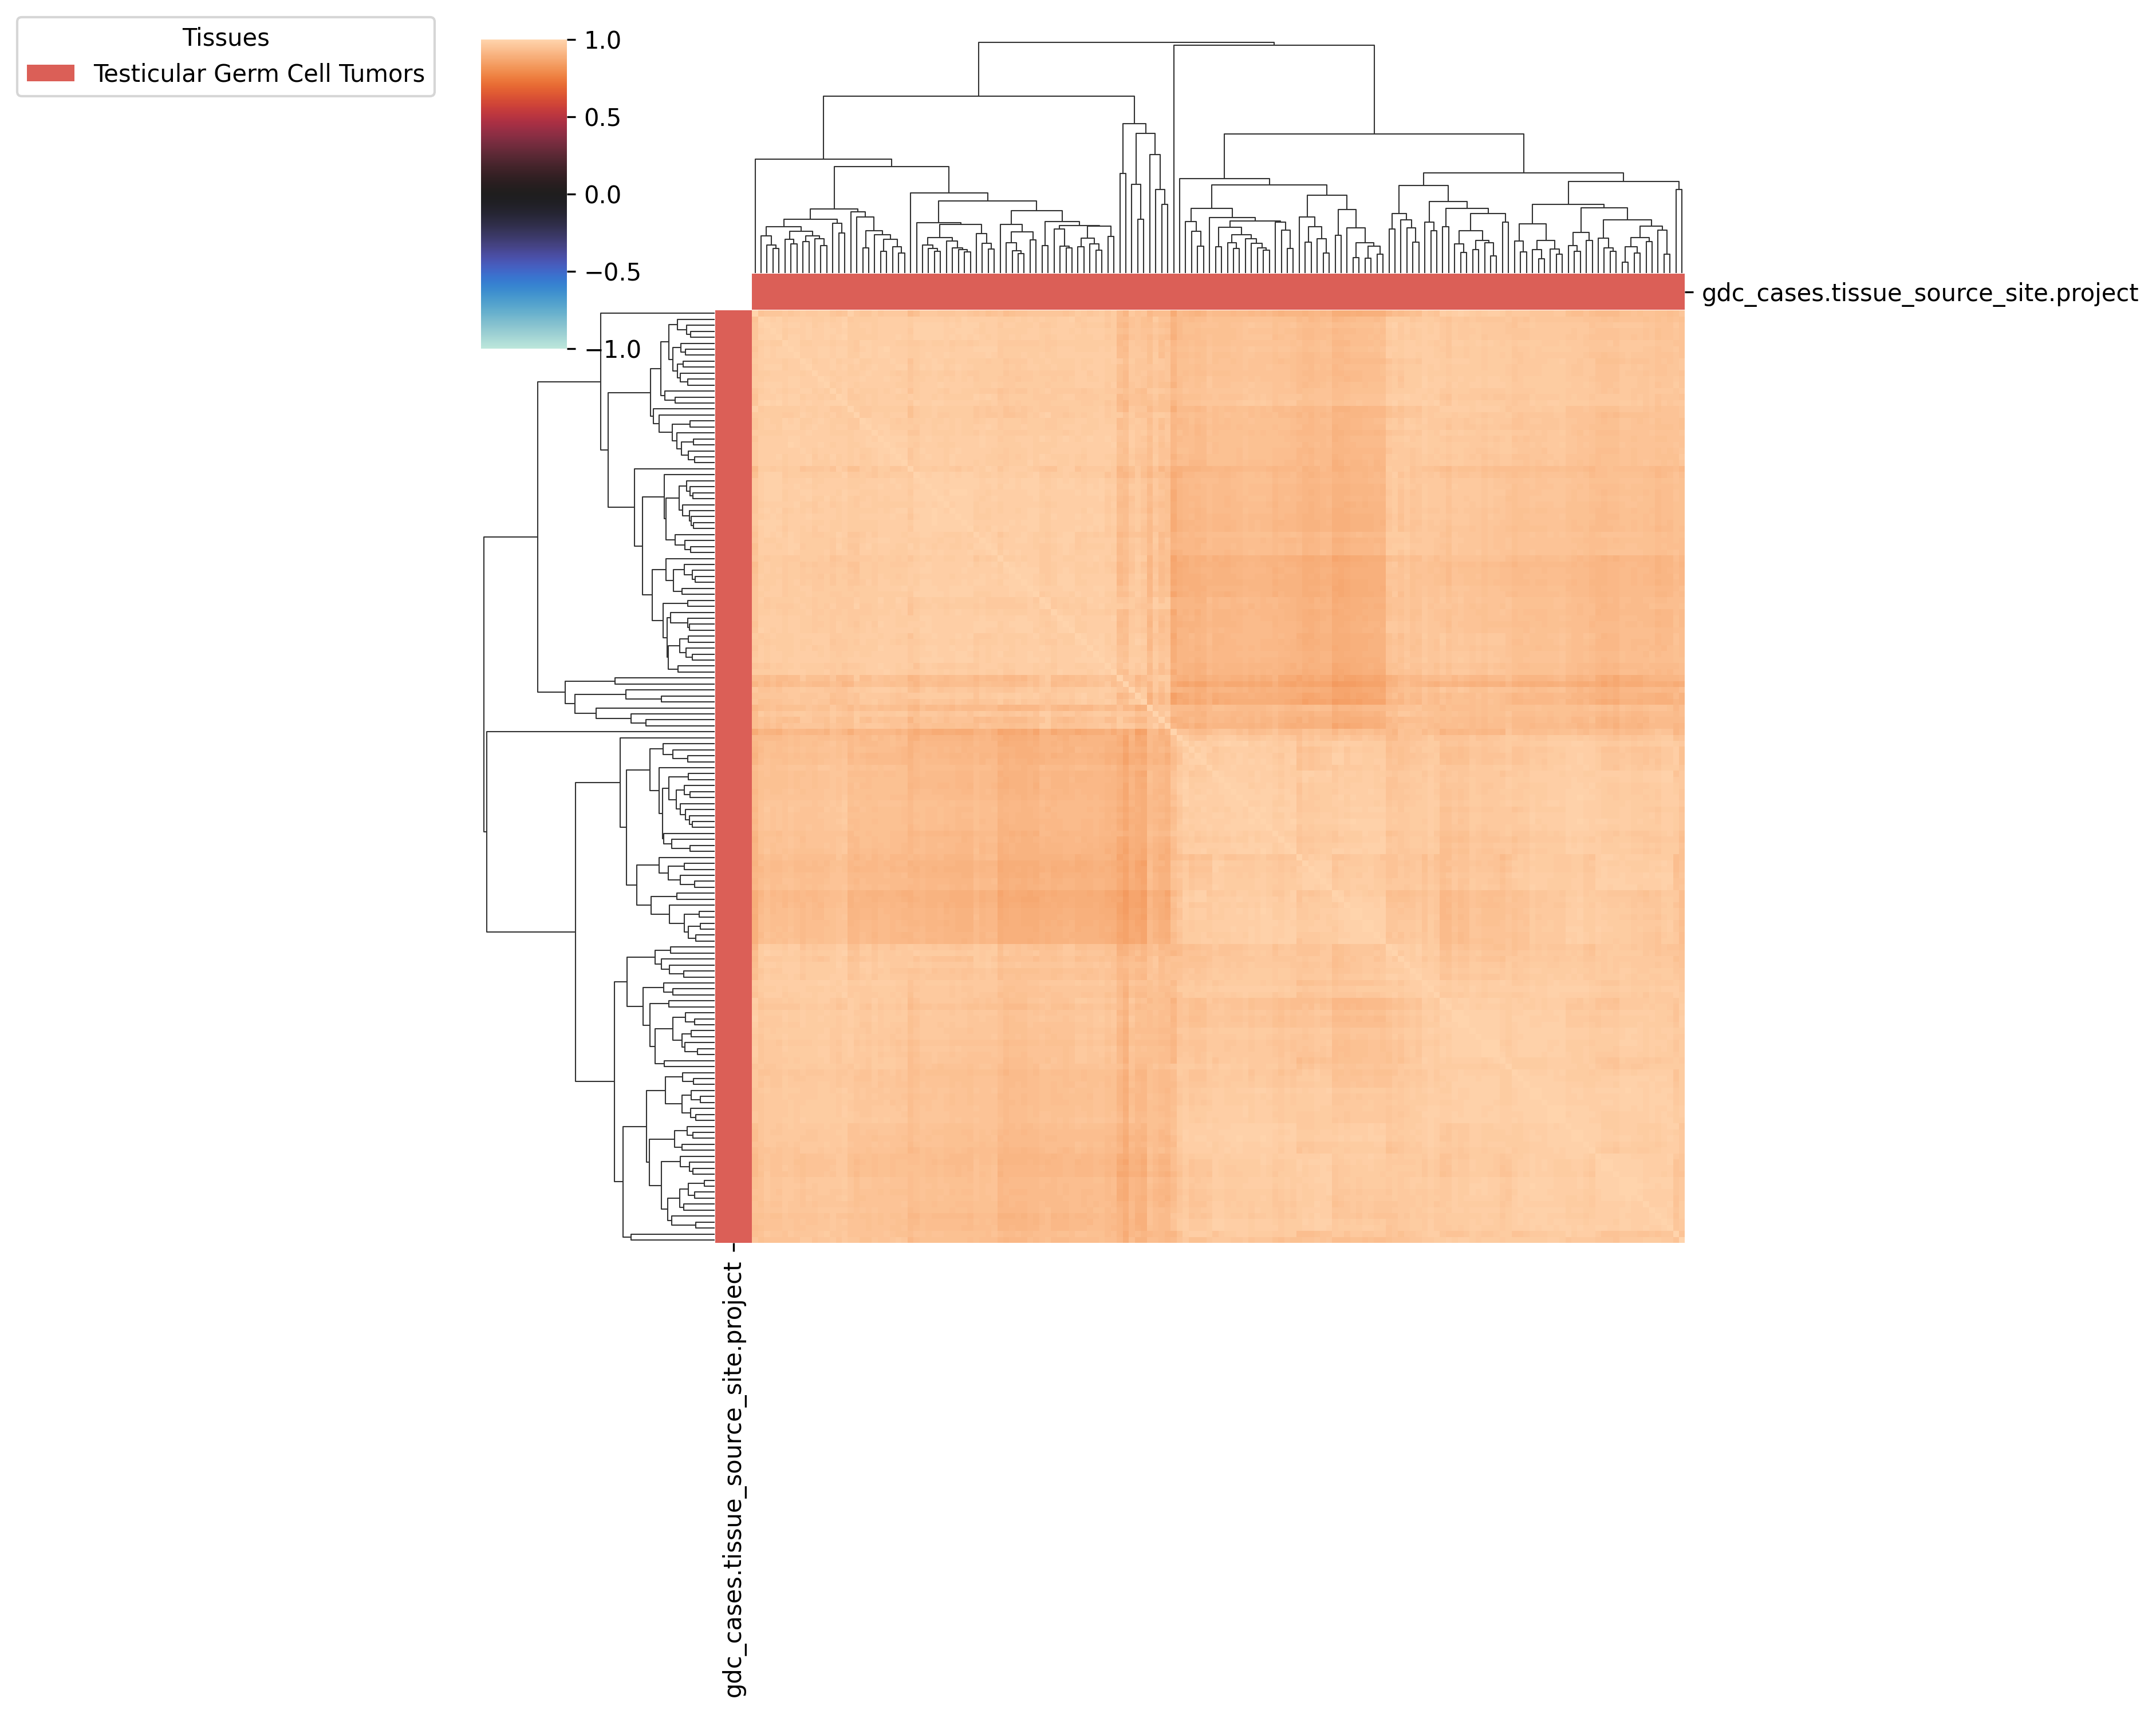 Tissues
Testicular Germ Cell Tumors
1.0
0.5
0.0
−0.5
−1.0
gdc_cases.tissue_source_site.project
gdc_cases.tissue_source_site.project